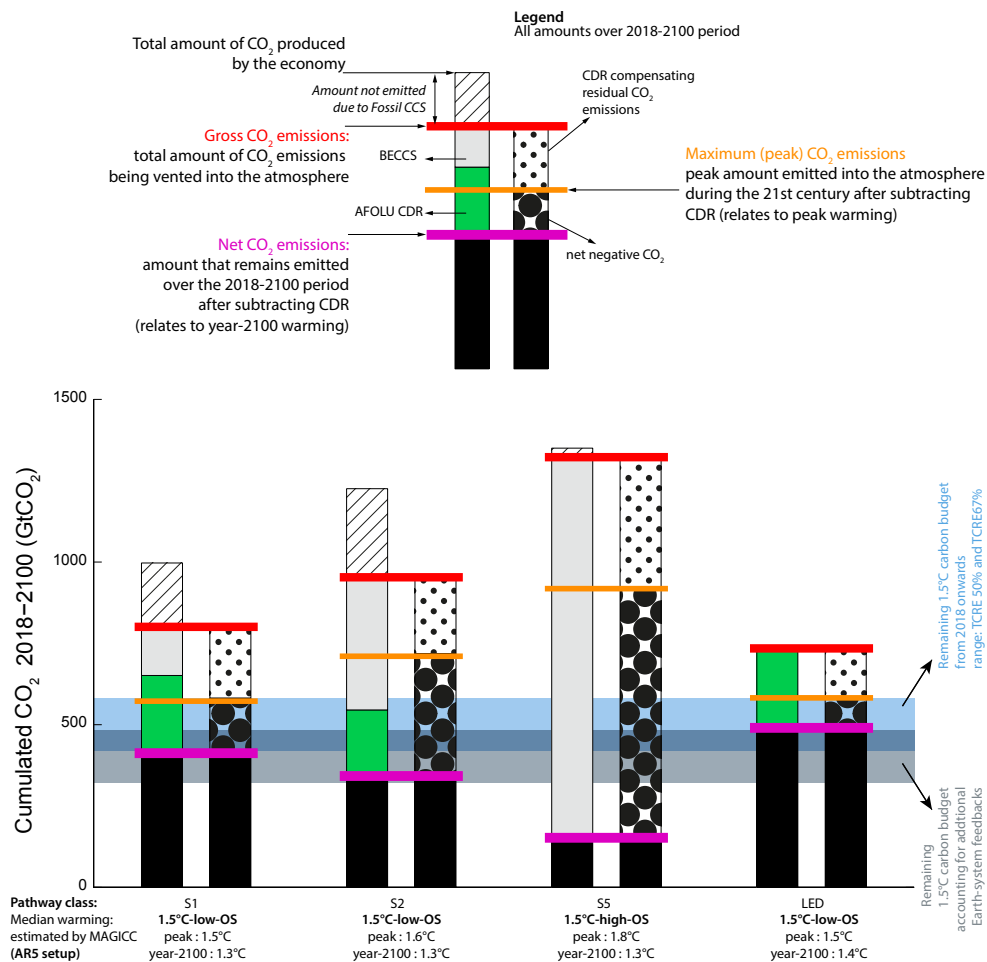 Legend
All amounts over 2018-2100 period
Total amount of CO₂ produced
by the economy
Amount not emitted
due to Fossil CCS
CDR compensating
residual CO₂
emissions
Gross CO₂ emissions:
total amount of CO₂ emissions
being vented into the atmosphere
BECCS
AFOLU CDR
Maximum (peak) CO₂ emissions
peak amount emitted into the atmosphere
during the 21st century after subtracting
CDR (relates to peak warming)
Net CO₂ emissions:
amount that remains emitted
over the 2018-2100 period
after subtracting CDR
(relates to year-2100 warming)
net negative CO₂
Cumulated CO₂ 2018−2100 (GtCO₂)
1500
1000
500
0
Remaining 1.5°C carbon budget
from 2018 onwards
range: TCRE 50% and TCRE67%
Remaining
1.5°C carbon budget
accounting for addtional
Earth-system feedbacks
Pathway class:
Median warming:
estimated by MAGICC
(AR5 setup)
S1
1.5°C-low-OS
peak : 1.5°C
year-2100 : 1.3°C
S2
1.5°C-low-OS
peak : 1.6°C
year-2100 : 1.3°C
S5
1.5°C-high-OS
peak : 1.8°C
year-2100 : 1.3°C
LED
1.5°C-low-OS
peak : 1.5°C
year-2100 : 1.4°C